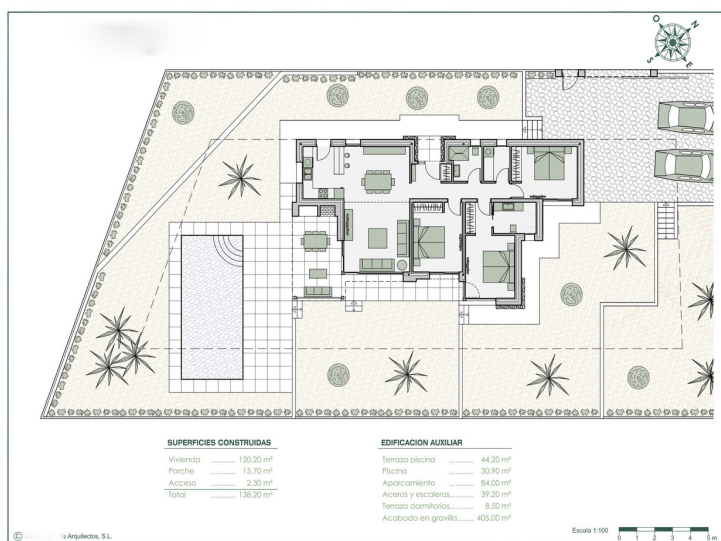 O
N
S
E
SUPERFICIES CONSTRUIDAS
Vivienda ............ 120.20 m²
Porche ............ 15.70 m²
Acceso ............ 2.30 m²
Total ............ 138.20 m²
EDIFICACION AUXILIAR
Terraza piscina ............ 44.20 m²
Piscina ............ 30.90 m²
Aparcamiento ............ 84.00 m²
Aceras y escaleras.......... 39.20 m²
Terraza dormitorios.......... 8.50 m²
Acabado en gravilla....... 405.00 m²
© Arquitectos, S.L.
Escala 1:100
0 1 2 3 4 5 m